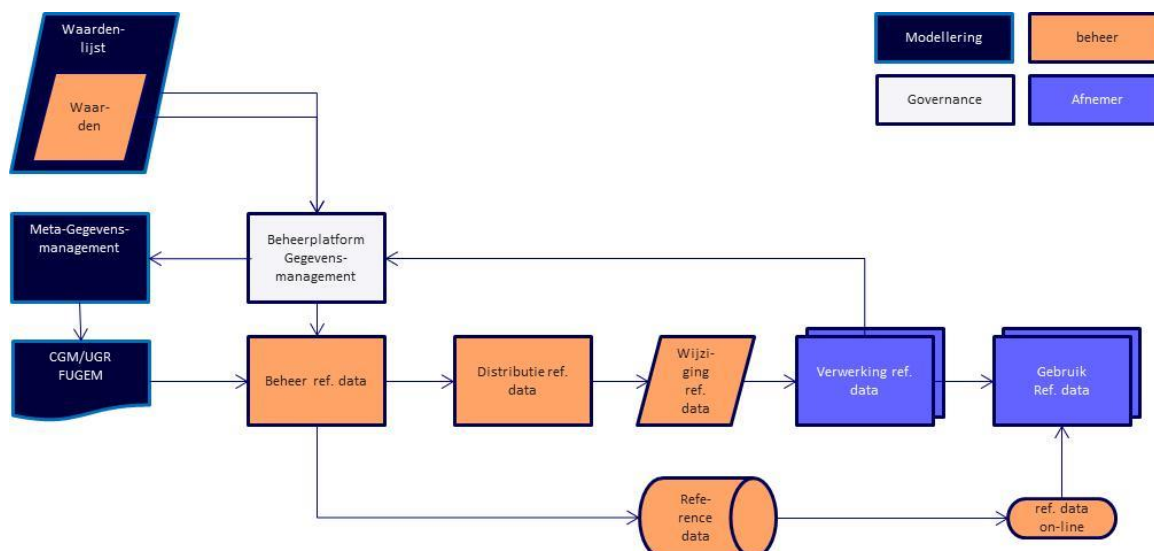 Waarden-
lijst
Waar-
den
Modellering
beheer
Governance
Afnemer
Meta-Gegevens-
management
Beheerplatform
Gegevens-
management
CGM/UGR
FUGEM
Beheer ref. data
Distributie ref.
data
Wijzi-
ging
ref.
data
Verwerking ref.
data
Gebruik
Ref. data
Refe-
rence
data
ref. data
on-line